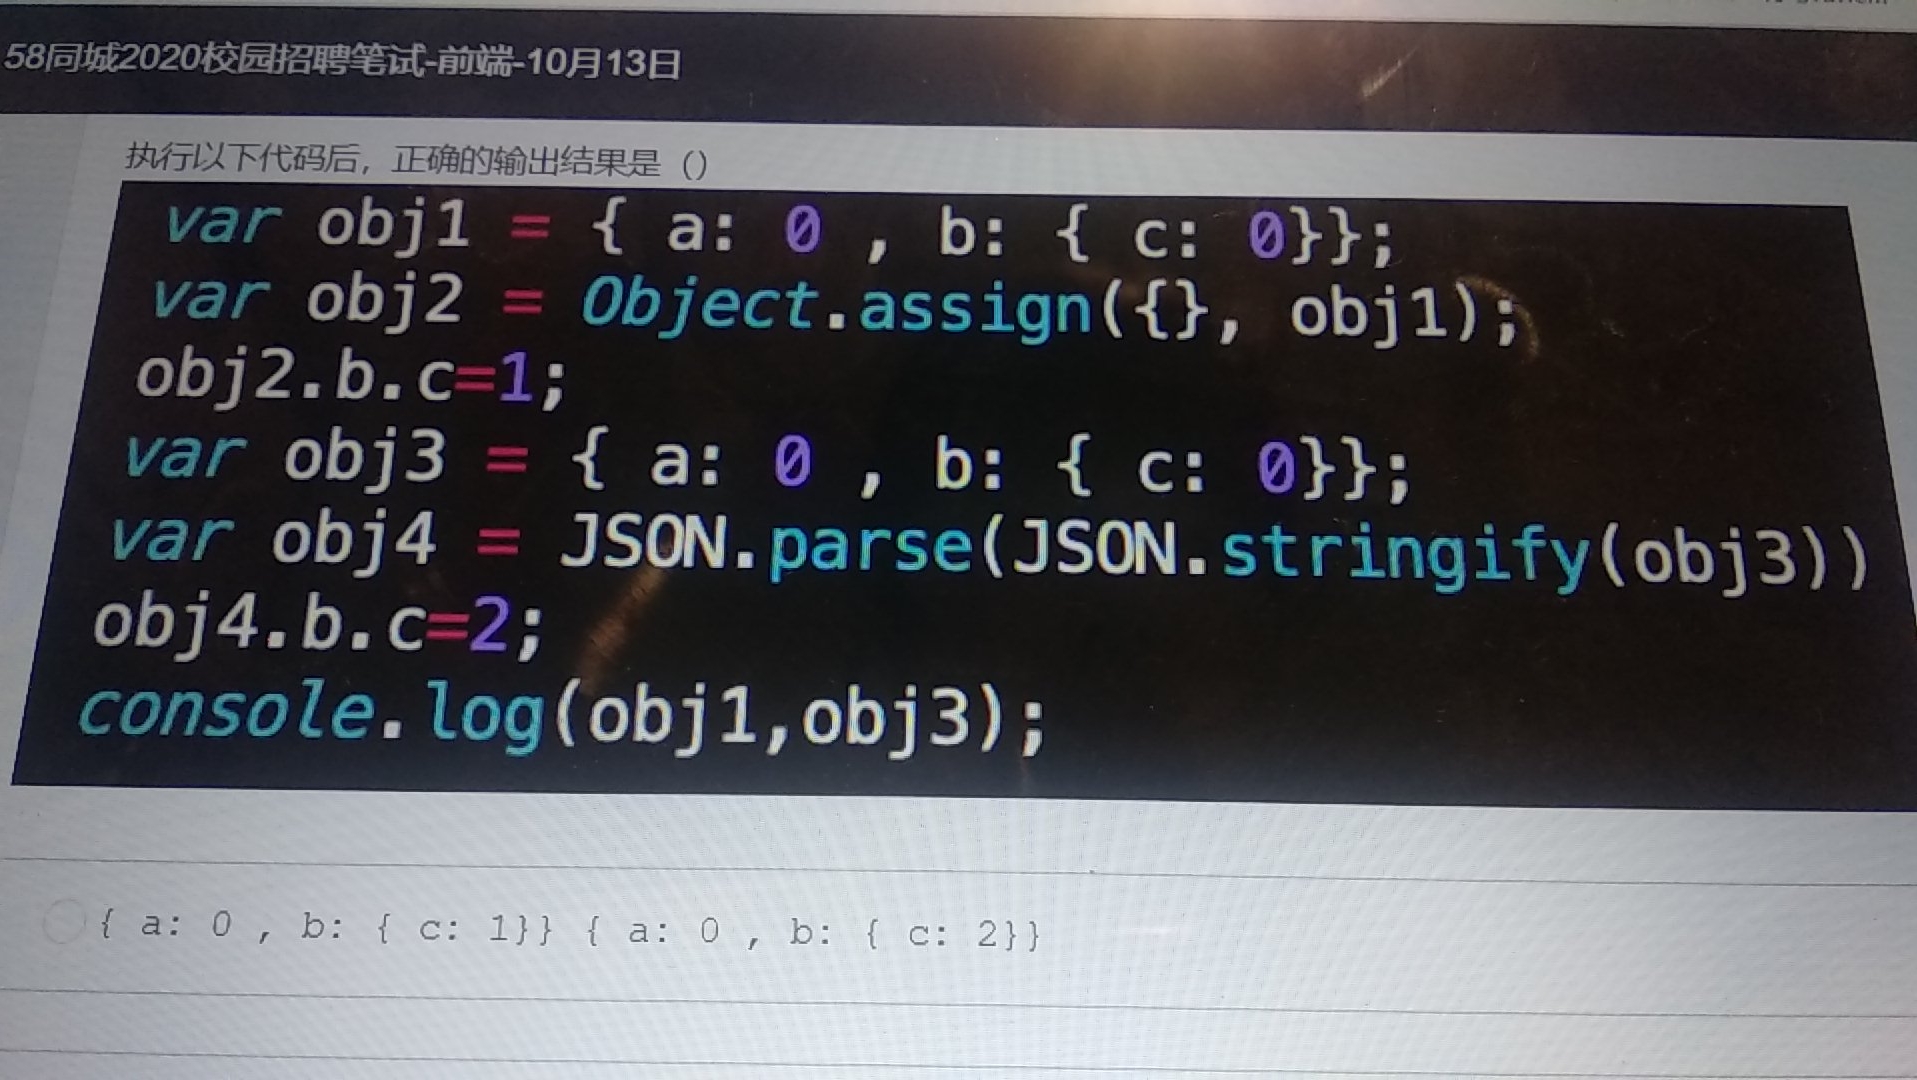 58同城2020校园招聘笔试-前端-10月13日
执行以下代码后，正确的输出结果是（）
var obj1 = { a: 0 , b: { c: 0}};
var obj2 = Object.assign({}, obj1);
obj2.b.c=1;
var obj3 = { a: 0 , b: { c: 0}};
var obj4 = JSON.parse(JSON.stringify(obj3))
obj4.b.c=2;
console.log(obj1,obj3);
{ a: 0 , b: { c: 1}} { a: 0 , b: { c: 2}}